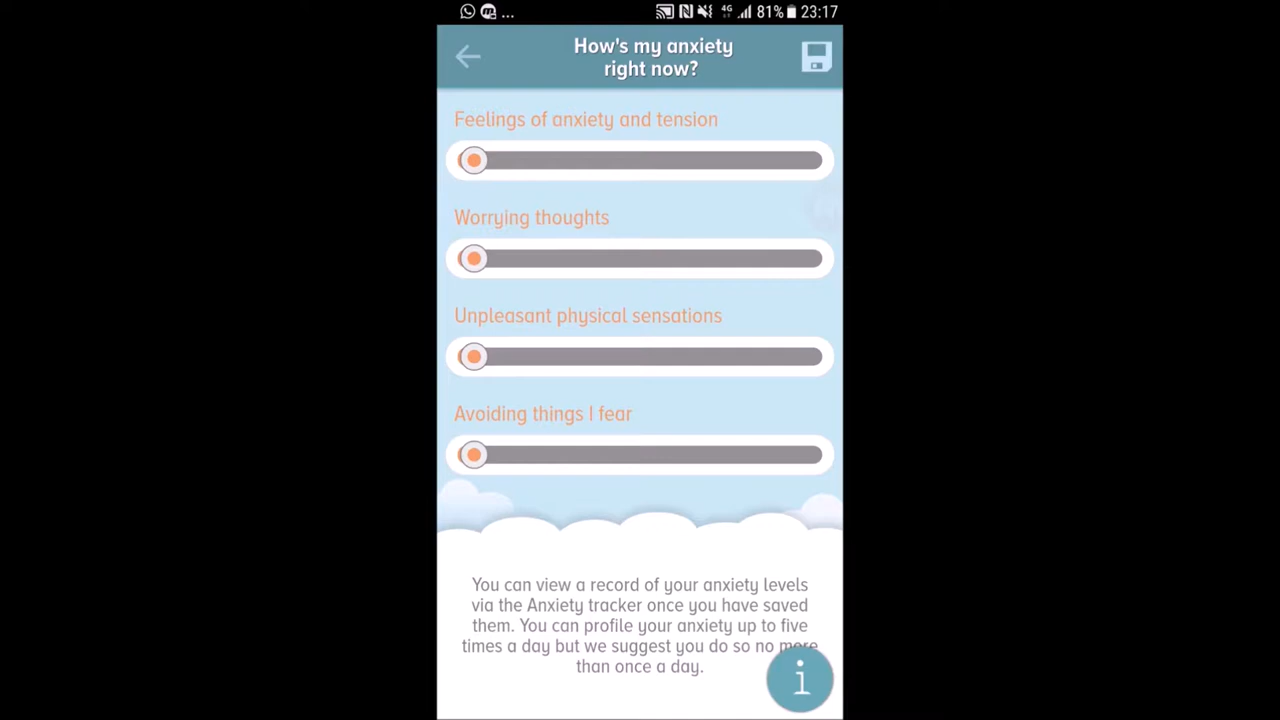 ... 4G 81% 23:17
How's my anxiety
right now?
Feelings of anxiety and tension
Worrying thoughts
Unpleasant physical sensations
Avoiding things I fear
You can view a record of your anxiety levels
via the Anxiety tracker once you have saved
them. You can profile your anxiety up to five
times a day but we suggest you do so no more
than once a day.
i